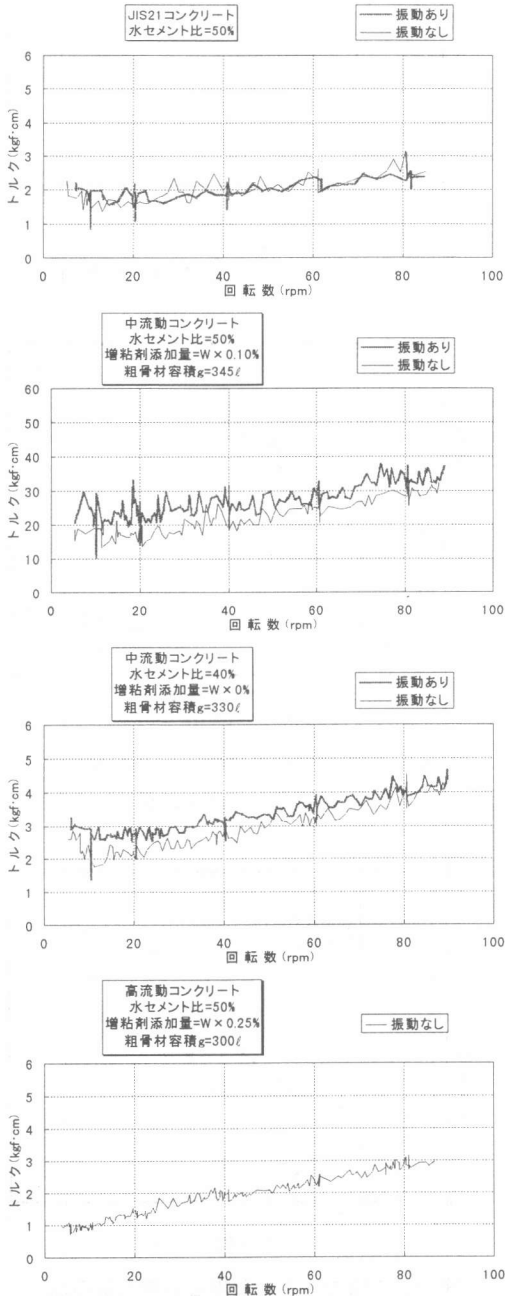 JIS21コンクリート
水セメント比=50%
振動あり
振動なし
6
5
4
3
2
1
0
トルク(kgf·cm)
0 20 40 60 80 100
回転数(rpm)
中流動コンクリート
水セメント比=50%
増粘剤添加量=W×0.10%
粗骨材容積g=345ℓ
振動あり
振動なし
60
50
40
30
20
10
0
トルク(kgf·cm)
0 20 40 60 80 100
回転数(rpm)
中流動コンクリート
水セメント比=40%
増粘剤添加量=W×0%
粗骨材容積g=330ℓ
振動あり
振動なし
6
5
4
3
2
1
0
トルク(kgf·cm)
0 20 40 60 80 100
回転数(rpm)
高流動コンクリート
水セメント比=50%
増粘剤添加量=W×0.25%
粗骨材容積g=300ℓ
振動なし
6
5
4
3
2
1
0
トルク(kgf·cm)
0 20 40 60 80 100
回転数(rpm)